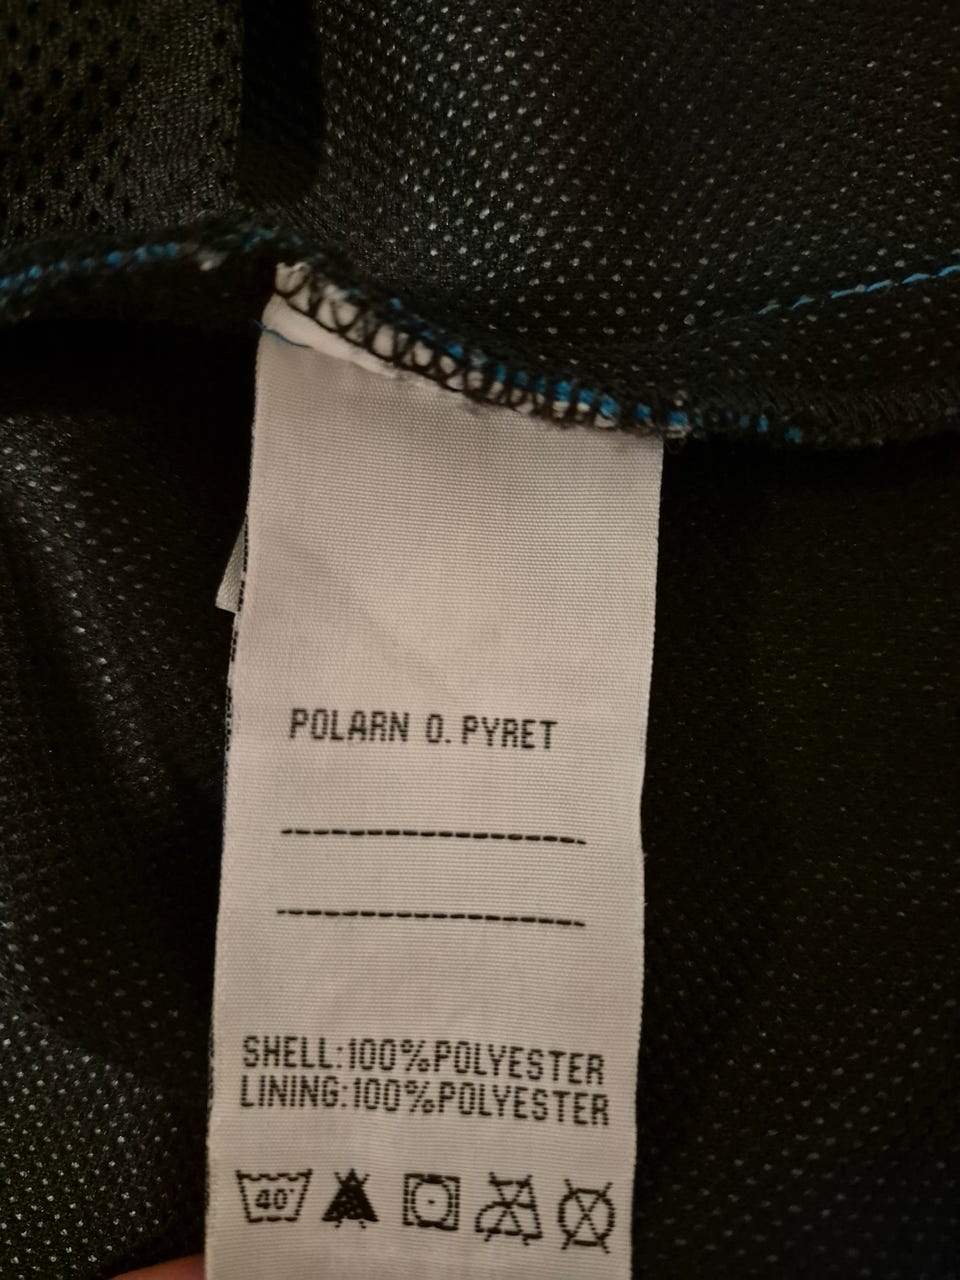 POLARN O. PYRET
SHELL:100%POLYESTER
LINING:100%POLYESTER
40°